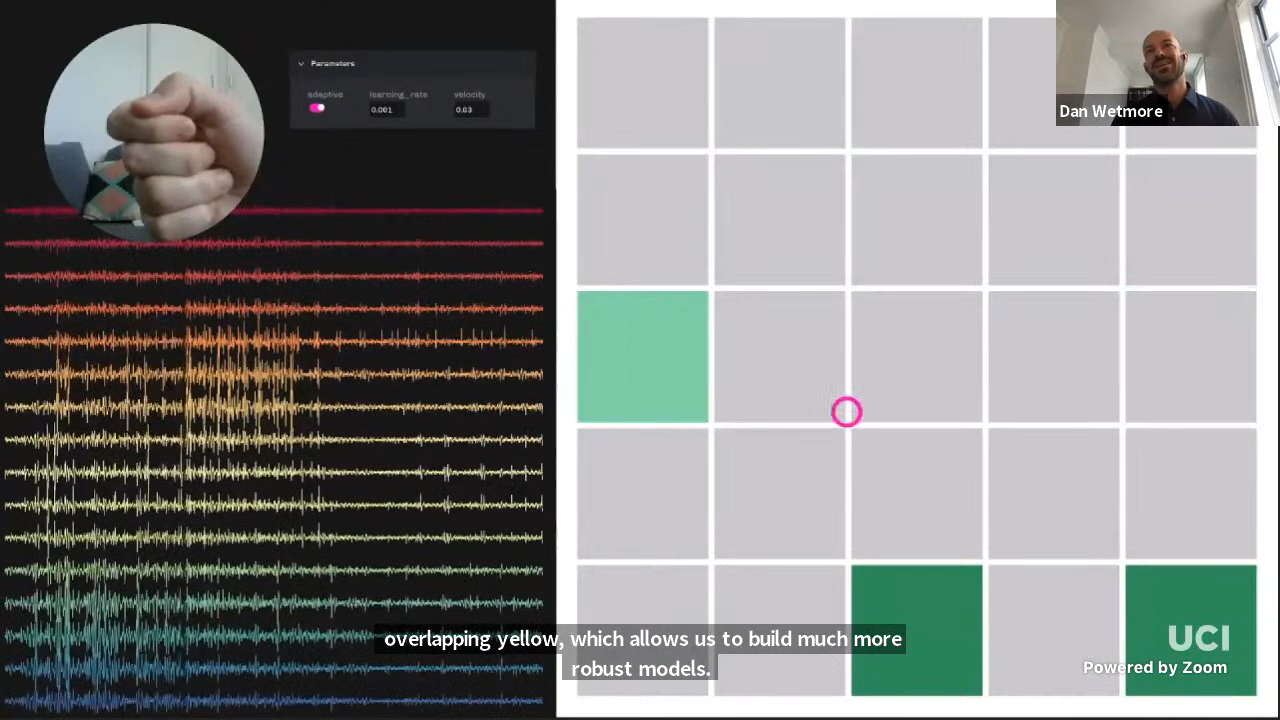 Parameters
adaptive learning_rate velocity
0.001 0.03
Dan Wetmore
overlapping yellow, which allows us to build much more
robust models.
UCI
Powered by Zoom